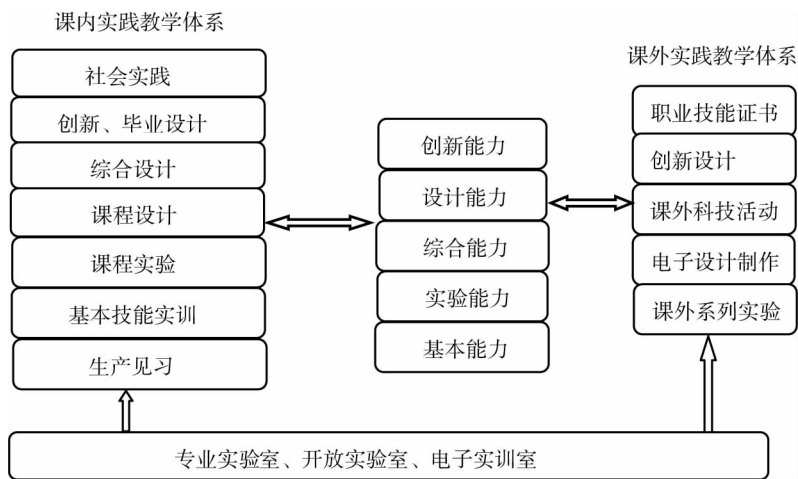 课内实践教学体系
社会实践
创新、毕业设计
综合设计
课程设计
课程实验
基本技能实训
生产见习
创新能力
设计能力
综合能力
实验能力
基本能力
课外实践教学体系
职业技能证书
创新设计
课外科技活动
电子设计制作
课外系列实验
专业实验室、开放实验室、电子实训室